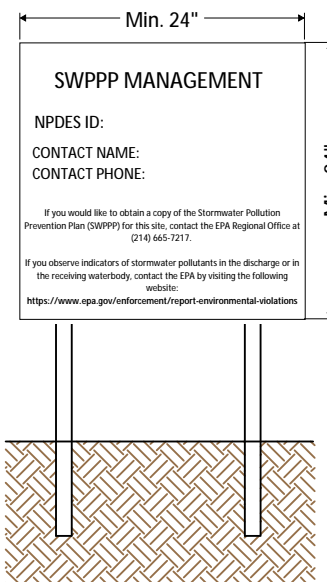 Min. 24"
SWPPP MANAGEMENT
NPDES ID:
CONTACT NAME:
CONTACT PHONE:
If you would like to obtain a copy of the Stormwater Pollution
Prevention Plan (SWPPP) for this site, contact the EPA Regional Office at
(214) 665-7217.
If you observe indicators of stormwater pollutants in the discharge or in
the receiving waterbody, contact the EPA by visiting the following
website:
https://www.epa.gov/enforcement/report-environmental-violations